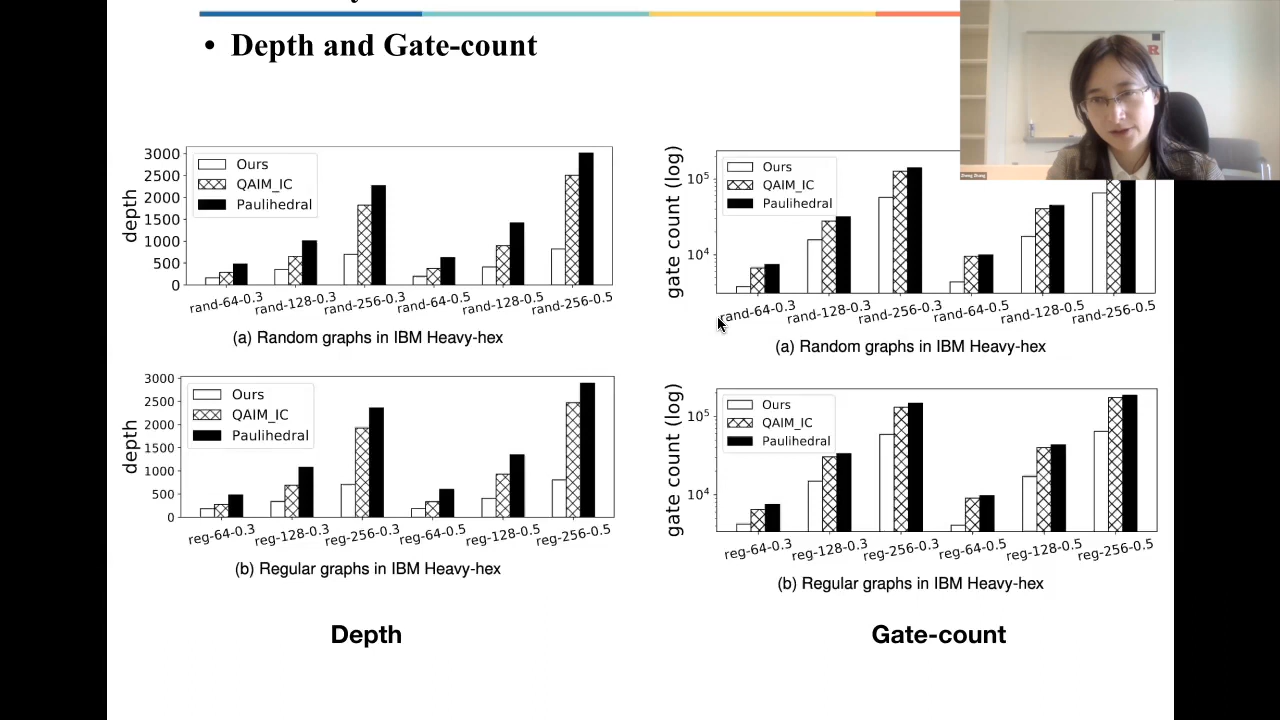 • Depth and Gate-count
3000
2500
2000
1500
1000
500
0
depth
Ours
QAIM_IC
Paulihedral
rand-64-0.3
rand-128-0.3
rand-256-0.3
rand-64-0.5
rand-128-0.5
rand-256-0.5
(a) Random graphs in IBM Heavy-hex
gate count (log)
10^5
10^4
Ours
QAIM_IC
Paulihedral
rand-64-0.3
rand-128-0.3
rand-256-0.3
rand-64-0.5
rand-128-0.5
rand-256-0.5
(a) Random graphs in IBM Heavy-hex
3000
2500
2000
1500
1000
500
0
depth
Ours
QAIM_IC
Paulihedral
reg-64-0.3
reg-128-0.3
reg-256-0.3
reg-64-0.5
reg-128-0.5
reg-256-0.5
(b) Regular graphs in IBM Heavy-hex
gate count (log)
10^5
10^4
Ours
QAIM_IC
Paulihedral
reg-64-0.3
reg-128-0.3
reg-256-0.3
reg-64-0.5
reg-128-0.5
reg-256-0.5
(b) Regular graphs in IBM Heavy-hex
Depth
Gate-count